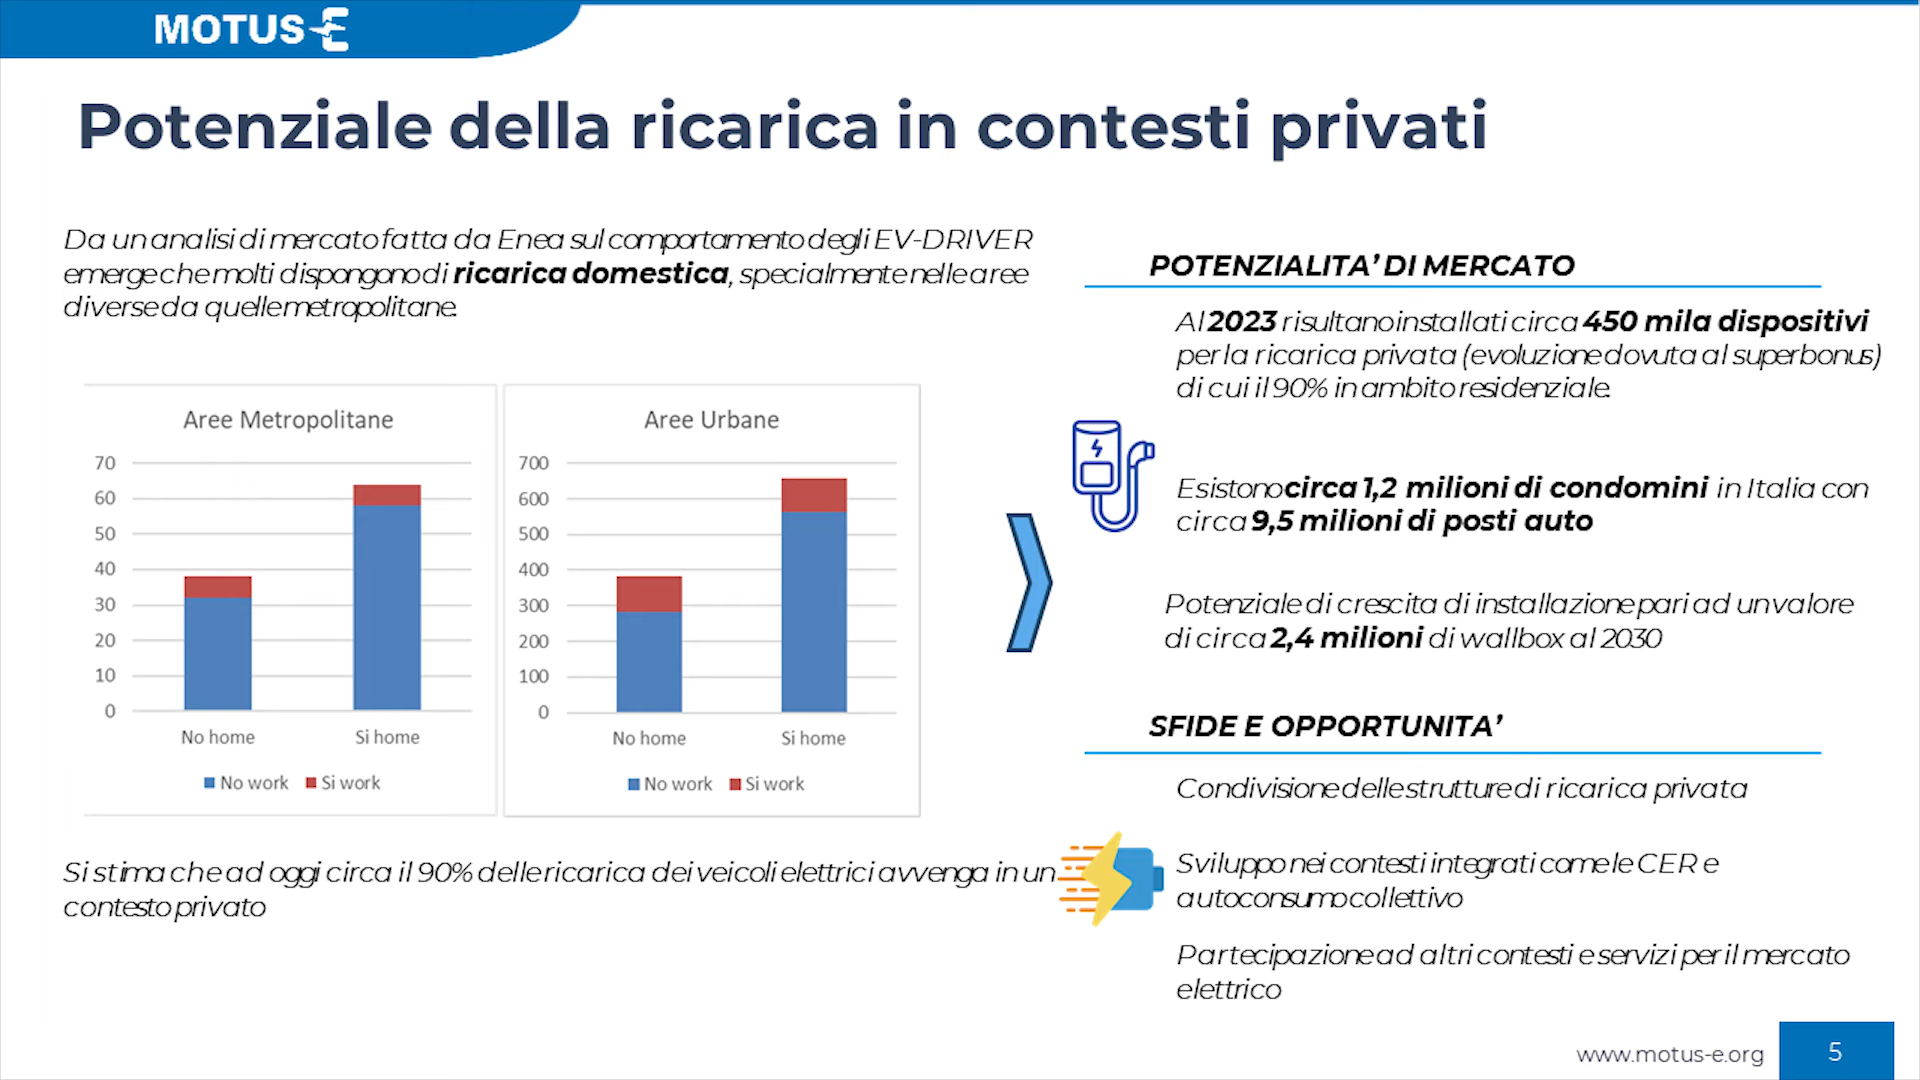 MOTUS-E
Potenziale della ricarica in contesti privati
Da un analisi di mercato fatta da Enea sul comportamento degli EV-DRIVER
emerge che molti dispongono di ricarica domestica, specialmente nelle aree
diverse da quelle metropolitane.
Aree Metropolitane
70
60
50
40
30
20
10
0
No home
Si home
No work
Si work
Aree Urbane
700
600
500
400
300
200
100
0
No home
Si home
No work
Si work
Si stima che ad oggi circa il 90% delle ricarica dei veicoli elettrici avvenga in un
contesto privato
POTENZIALITA’ DI MERCATO
Al 2023 risultano installati circa 450 mila dispositivi
per la ricarica privata (evoluzione dovuta al superbonus)
di cui il 90% in ambito residenziale.
Esistono circa 1,2 milioni di condomini in Italia con
circa 9,5 milioni di posti auto
Potenziale di crescita di installazione pari ad un valore
di circa 2,4 milioni di wallbox al 2030
SFIDE E OPPORTUNITA’
Condivisione delle strutture di ricarica privata
Sviluppo nei contesti integrati come le CER e
autoconsumo collettivo
Partecipazione ad altri contesti e servizi per il mercato
elettrico
www.motus-e.org
5